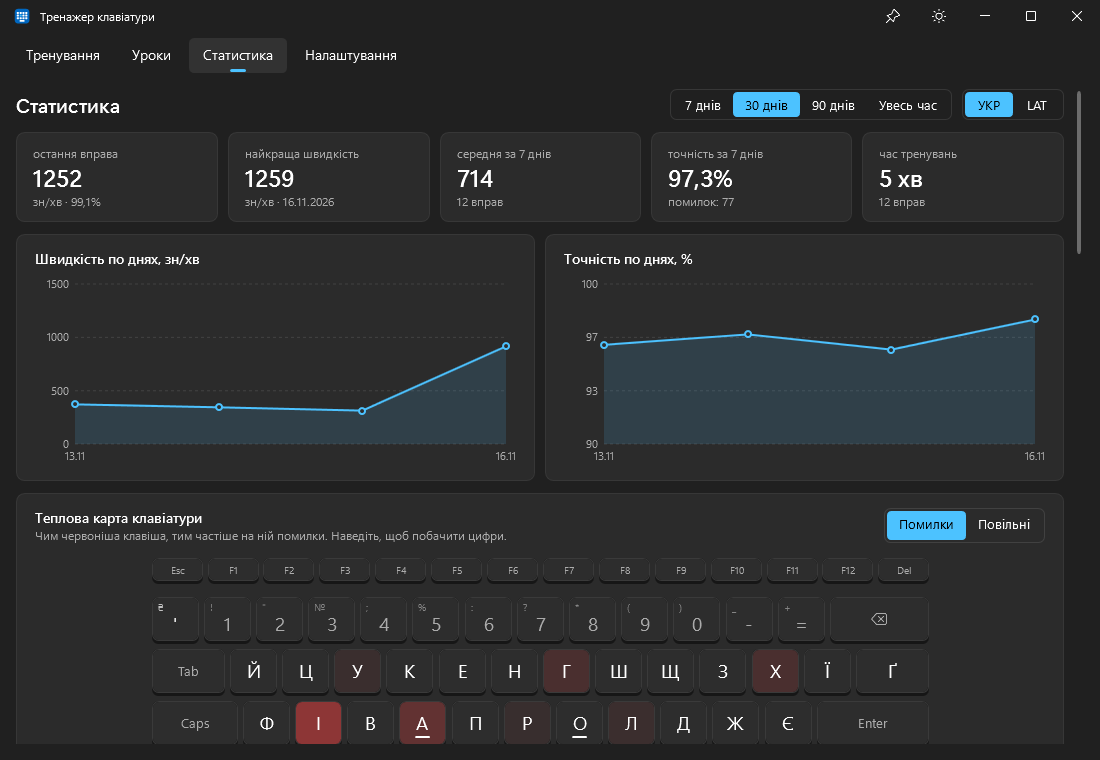 Тренажер клавіатури
Тренування Уроки Статистика Налаштування
Статистика 7 днів 30 днів 90 днів Увесь час УКР LAT
остання вправа найкраща швидкість середня за 7 днів точність за 7 днів час тренувань
1252 1259 714 97,3% 5 хв
зн/хв · 99,1% зн/хв · 16.11.2026 12 вправ помилок: 77 12 вправ
Швидкість по днях, зн/хв Точність по днях, %
1500 100
1000 97
500 93
0 90
13.11 16.11 13.11 16.11
Теплова карта клавіатури Помилки Повільні
Чим червоніша клавіша, тим частіше на ній помилки. Наведіть, щоб побачити цифри.
Esc F1 F2 F3 F4 F5 F6 F7 F8 F9 F10 F11 F12 Del
₴ ! " № ; % : ? * ( ) _ +
' 1 2 3 4 5 6 7 8 9 0 - =
Tab Й Ц У К Е Н Г Ш Щ З Х Ї Ґ
Caps Ф І В А П Р О Л Д Ж Є Enter